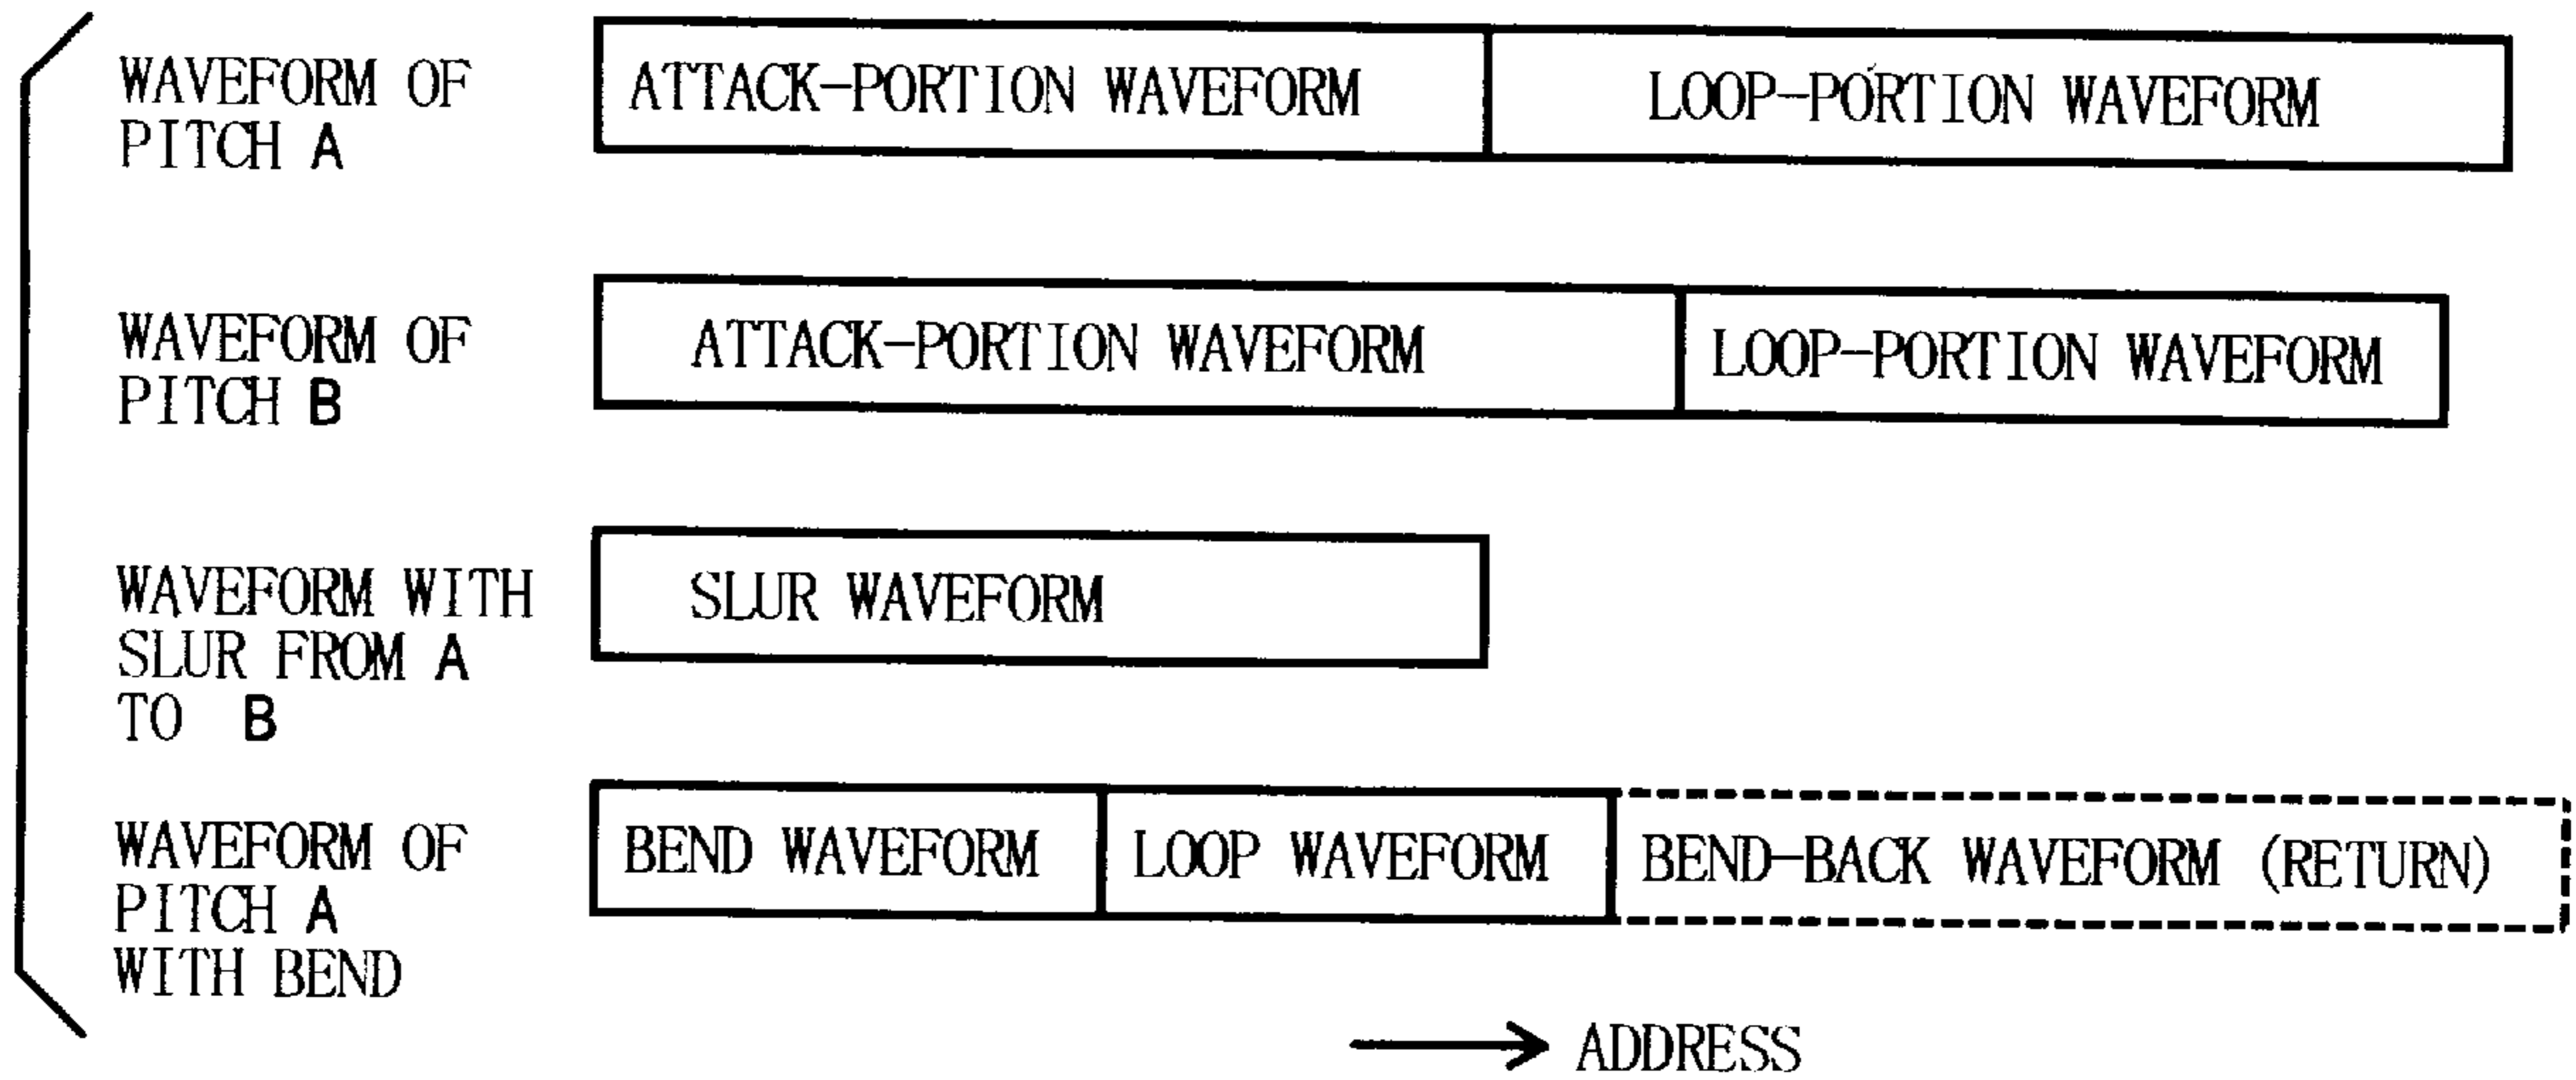 WAVEFORM OF
PITCH A
ATTACK-PORTION WAVEFORM
LOOP-PORTION WAVEFORM
WAVEFORM OF
PITCH B
ATTACK-PORTION WAVEFORM
LOOP-PORTION WAVEFORM
WAVEFORM WITH
SLUR FROM A
TO B
SLUR WAVEFORM
WAVEFORM OF
PITCH A
WITH BEND
BEND WAVEFORM
LOOP WAVEFORM
BEND-BACK WAVEFORM (RETURN)
ADDRESS